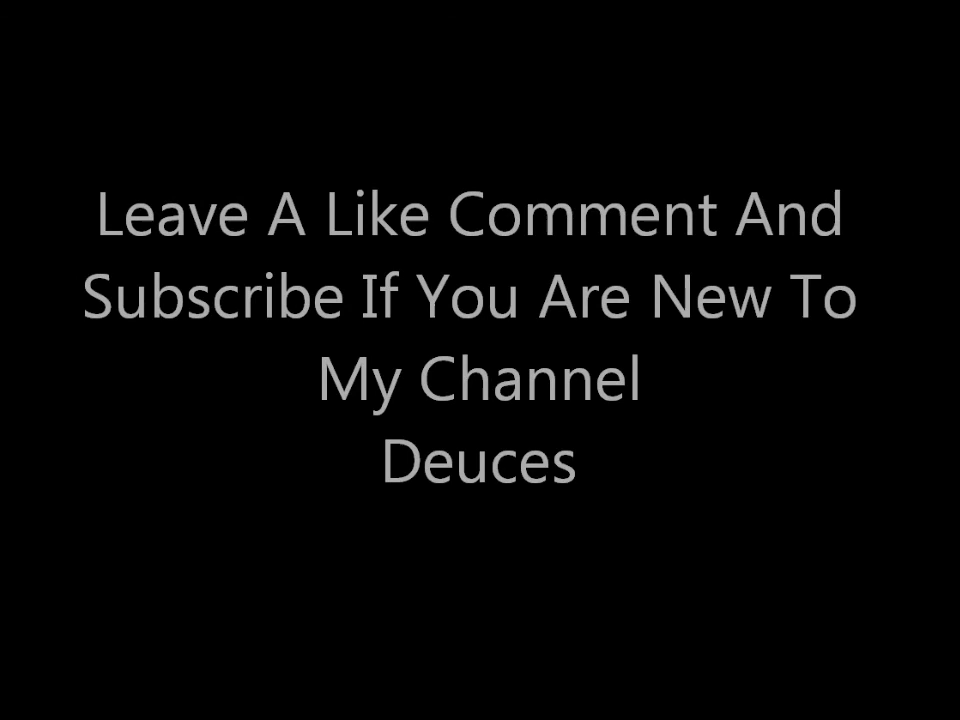 Leave A Like Comment And
Subscribe If You Are New To
My Channel
Deuces